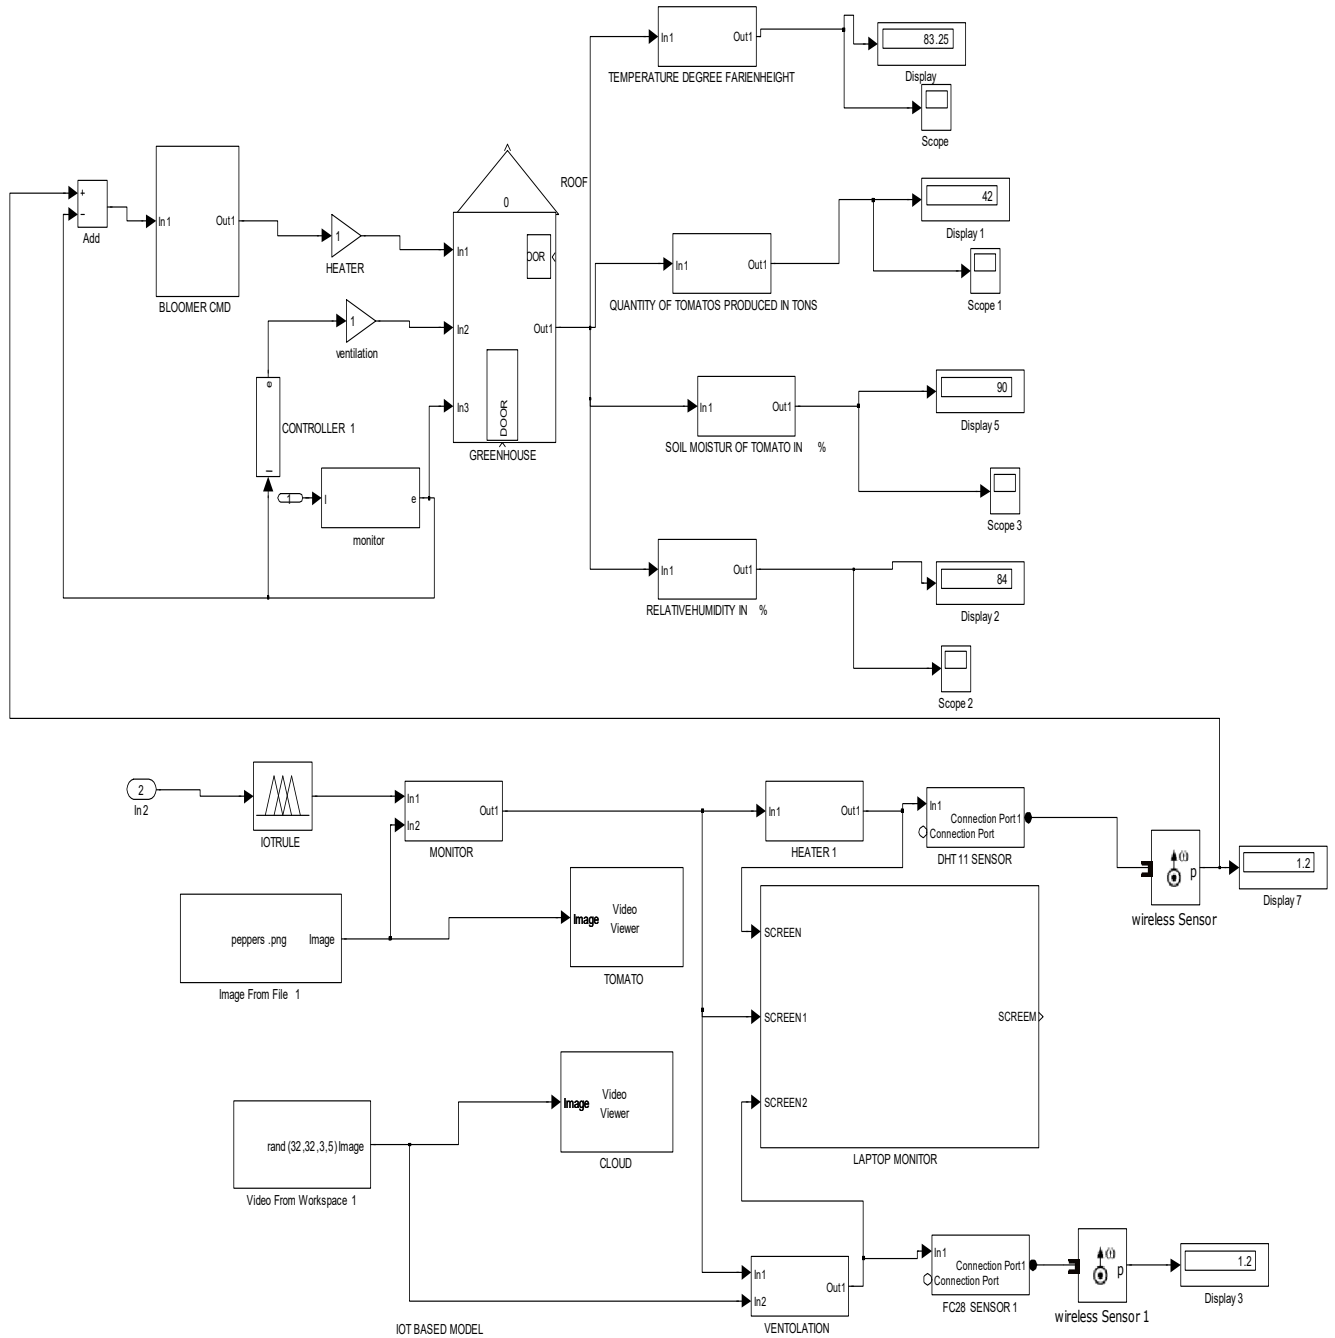 In1 Out1
TEMPERATURE DEGREE FARIENHEIGHT
83.25
Display
Scope
+
−
Add
In1 Out1
BLOOMER CMD
1
HEATER
1
ventilation
e
I
CONTROLLER 1
1
I e
monitor
0
ROOF
In1
In2
In3
Out1
DOOR
DOOR
GREENHOUSE
In1 Out1
QUANTITY OF TOMATOS PRODUCED IN TONS
42
Display 1
Scope 1
In1 Out1
SOIL MOISTUR OF TOMATO IN %
90
Display 5
Scope 3
In1 Out1
RELATIVEHUMIDITY IN %
84
Display 2
Scope 2
2
In2
IOTRULE
In1
In2
Out1
MONITOR
In1 Out1
HEATER 1
In1
Connection Port1
Connection Port
DHT 11 SENSOR
p
wireless Sensor
1.2
Display 7
peppers .png Image
Image From File 1
Image
Video
Viewer
TOMATO
SCREEN
SCREEN1
SCREEN2
SCREEM
LAPTOP MONITOR
rand (32,32,3,5) Image
Video From Workspace 1
Image
Video
Viewer
CLOUD
In1
In2
Out1
VENTOLATION
In1
Connection Port1
Connection Port
FC28 SENSOR 1
p
wireless Sensor 1
1.2
Display 3
IOT BASED MODEL